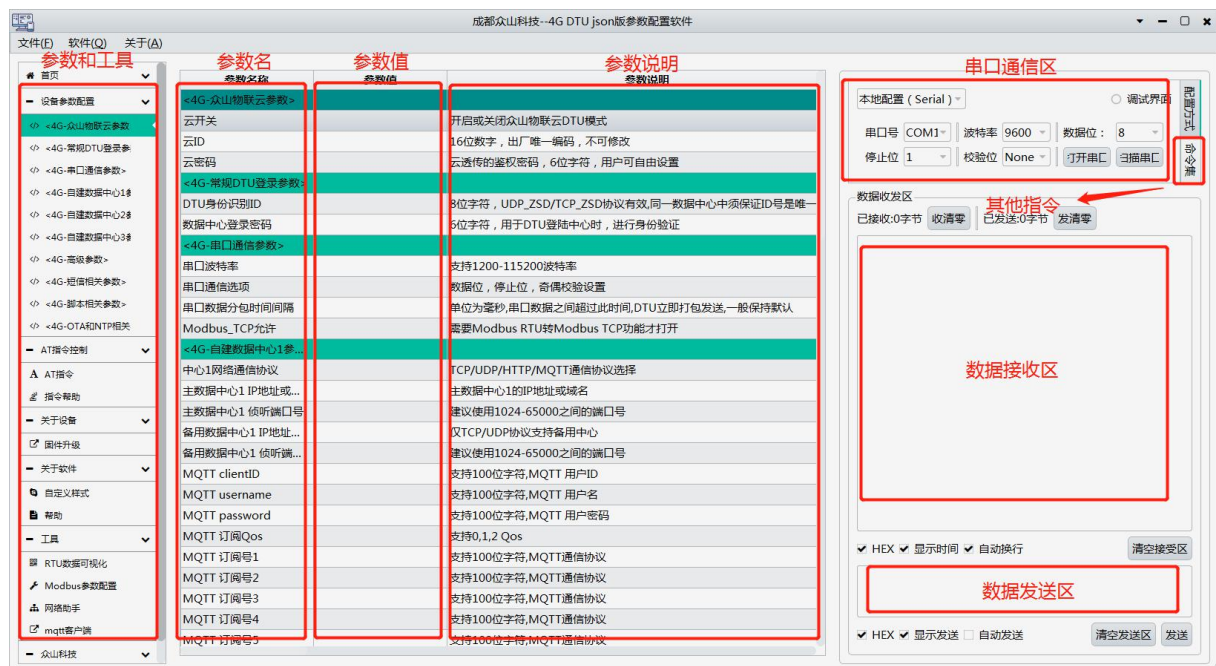 成都众山科技--4G DTU json版参数配置软件
文件(F) 软件(Q) 关于(A)
参数和工具
首页
设备参数配置
<4G-众山物联云参数
<4G-常规DTU登录参
<4G-串口通信参数>
<4G-自建数据中心1参
<4G-自建数据中心2参
<4G-自建数据中心3参
<4G-高级参数>
<4G-短信相关参数>
<4G-脚本相关参数>
<4G-OTA和NTP相关
AT指令控制
A AT指令
指令帮助
关于设备
固件升级
关于软件
自定义样式
帮助
工具
RTU数据可视化
Modbus参数配置
网络助手
mqtt客户端
众山科技
参数名 参数值 参数说明
参数名称 参数值 参数说明
<4G-众山物联云参数>
云开关 开启或关闭众山物联云DTU模式
云ID 16位数字，出厂唯一编码，不可修改
云密码 云透传的鉴权密码，6位字符，用户可自由设置
<4G-常规DTU登录参数>
DTU身份识别ID 8位字符，UDP_ZSD/TCP_ZSD协议有效,同一数据中心中须保证ID号是唯一
数据中心登录密码 6位字符，用于DTU登陆中心时，进行身份验证
<4G-串口通信参数>
串口波特率 支持1200-115200波特率
串口通信选项 数据位，停止位，奇偶校验设置
串口数据分包时间间隔 单位为毫秒,串口数据之间超过此时间,DTU立即打包发送,一般保持默认
Modbus_TCP允许 需要Modbus RTU转Modbus TCP功能才打开
<4G-自建数据中心1参...
中心1网络通信协议 TCP/UDP/HTTP/MQTT通信协议选择
主数据中心1 IP地址或... 主数据中心1的IP地址或域名
主数据中心1 侦听端口号 建议使用1024-65000之间的端口号
备用数据中心1 IP地址... 仅TCP/UDP协议支持备用中心
备用数据中心1 侦听端... 建议使用1024-65000之间的端口号
MQTT clientID 支持100位字符,MQTT 用户ID
MQTT username 支持100位字符,MQTT 用户名
MQTT password 支持100位字符,MQTT 用户密码
MQTT 订阅Qos 支持0,1,2 Qos
MQTT 订阅号1 支持100位字符,MQTT通信协议
MQTT 订阅号2 支持100位字符,MQTT通信协议
MQTT 订阅号3 支持100位字符,MQTT通信协议
MQTT 订阅号4 支持100位字符,MQTT通信协议
MQTT 订阅号5 支持100位字符,MQTT通信协议
串口通信区
本地配置 ( Serial ) 调试界面
串口号 COM1 波特率 9600 数据位： 8
停止位 1 校验位 None 打开串口 扫描串口
配置方式
命令集
其他指令
数据收发区
已接收:0字节 收清零 已发送:0字节 发清零
数据接收区
HEX 显示时间 自动换行 清空接受区
数据发送区
HEX 显示发送 自动发送 清空发送区 发送